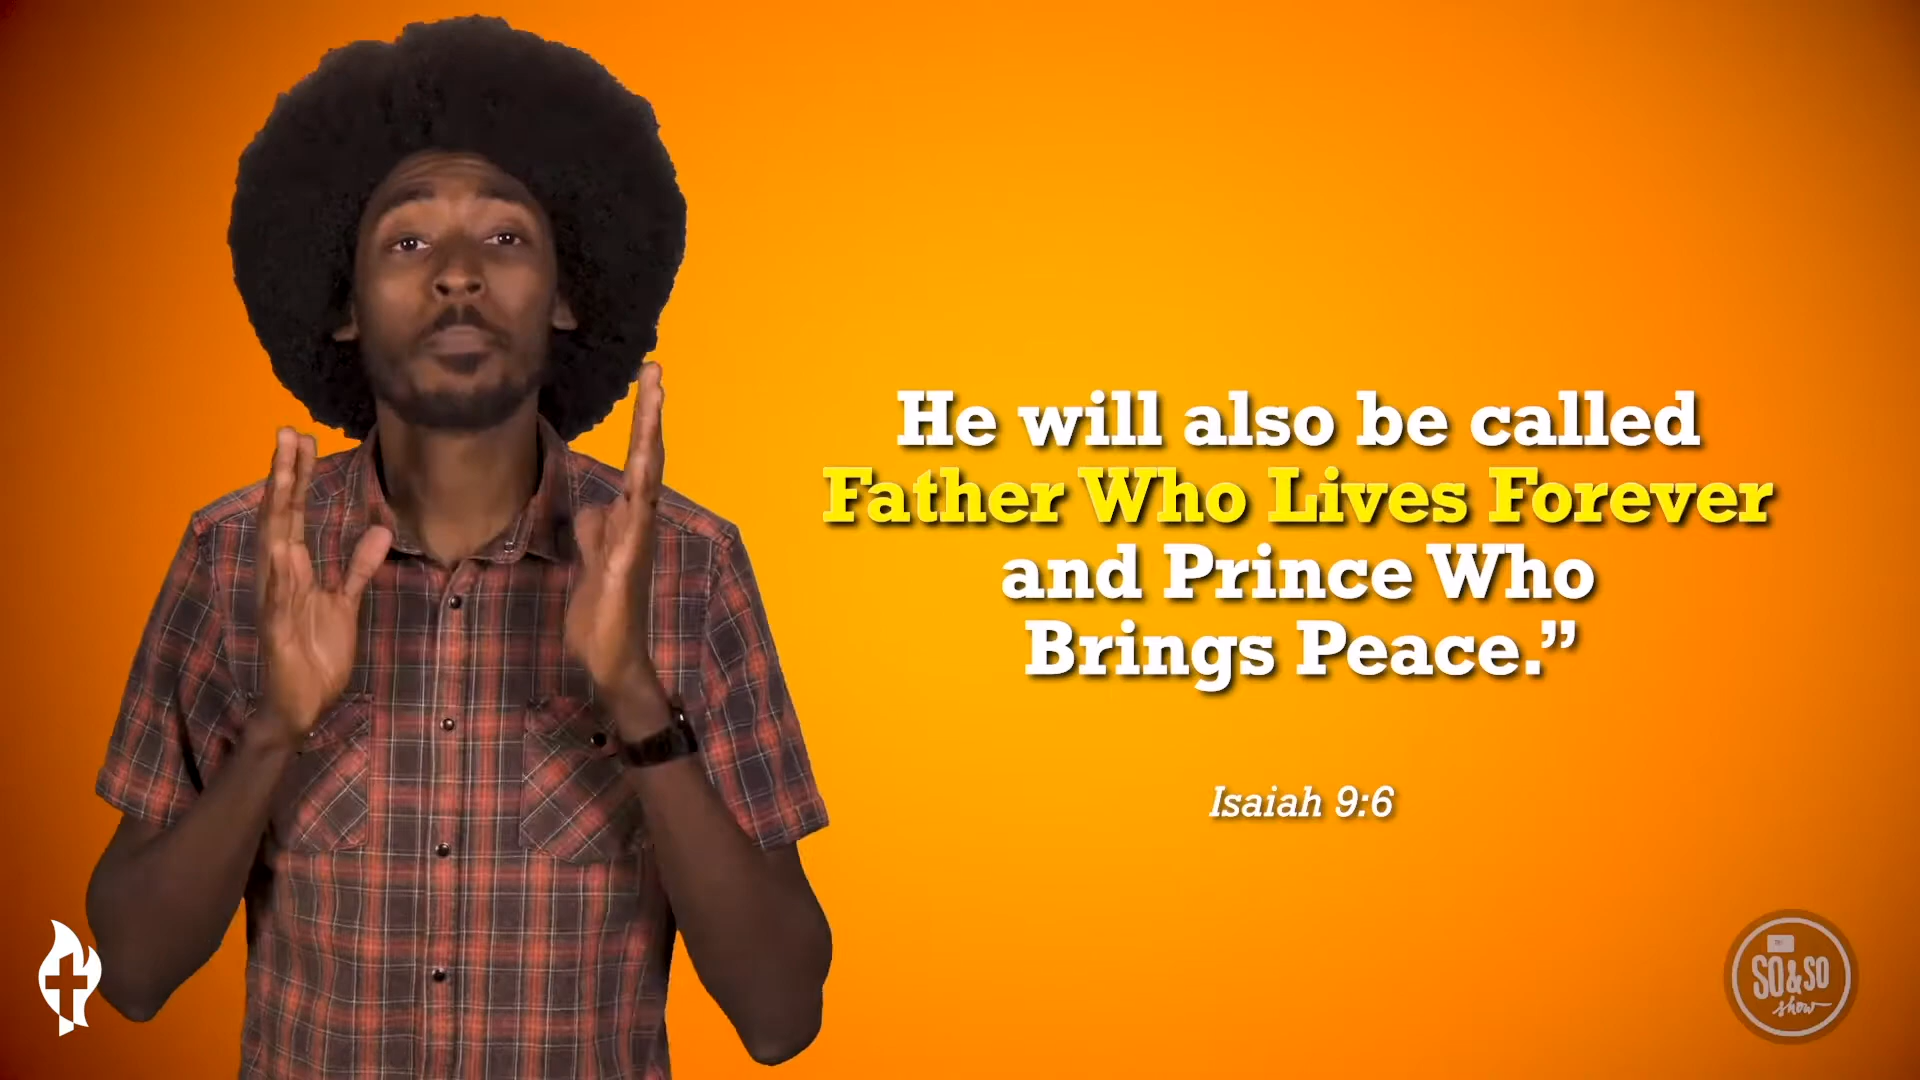 He will also be called
Father Who Lives Forever
and Prince Who
Brings Peace.”
Isaiah 9:6
SO & SO
show